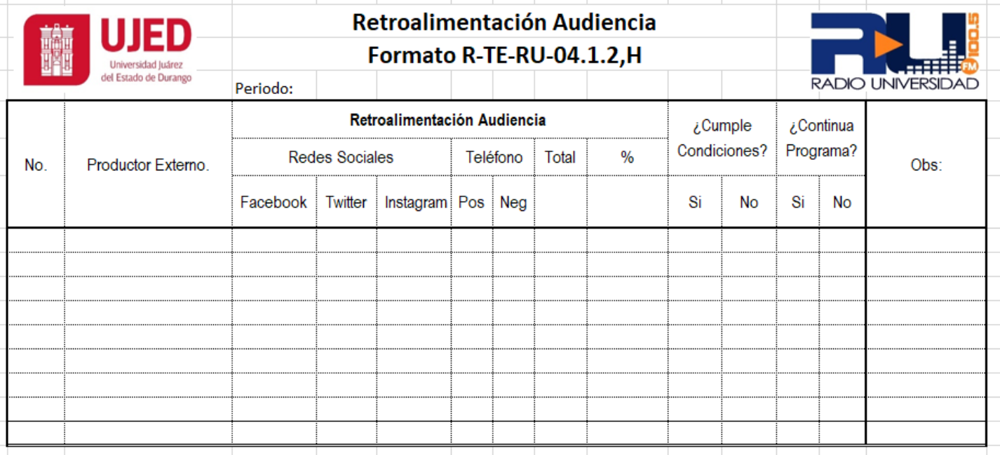 UJED
Universidad Juárez
del Estado de Durango
Retroalimentación Audiencia
Formato R-TE-RU-04.1.2,H
RU
FM 100.5
RADIO UNIVERSIDAD
Periodo:
No.
Productor Externo.
Retroalimentación Audiencia
Redes Sociales
Teléfono
Total
%
Facebook
Twitter
Instagram
Pos
Neg
¿Cumple
Condiciones?
Si
No
¿Continua
Programa?
Si
No
Obs: